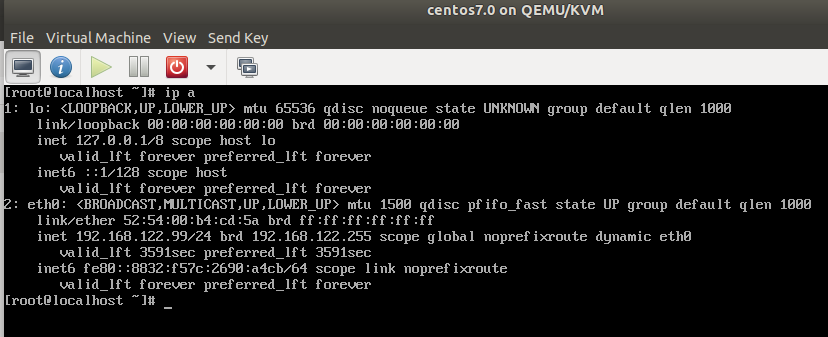 centos7.0 on QEMU/KVM
File Virtual Machine View Send Key
[root@localhost ~]# ip a
1: lo: <LOOPBACK,UP,LOWER_UP> mtu 65536 qdisc noqueue state UNKNOWN group default qlen 1000
    link/loopback 00:00:00:00:00:00 brd 00:00:00:00:00:00
    inet 127.0.0.1/8 scope host lo
       valid_lft forever preferred_lft forever
    inet6 ::1/128 scope host
       valid_lft forever preferred_lft forever
2: eth0: <BROADCAST,MULTICAST,UP,LOWER_UP> mtu 1500 qdisc pfifo_fast state UP group default qlen 1000
    link/ether 52:54:00:b4:cd:5a brd ff:ff:ff:ff:ff:ff
    inet 192.168.122.99/24 brd 192.168.122.255 scope global noprefixroute dynamic eth0
       valid_lft 3591sec preferred_lft 3591sec
    inet6 fe80::8832:f57c:2690:a4cb/64 scope link noprefixroute
       valid_lft forever preferred_lft forever
[root@localhost ~]# _